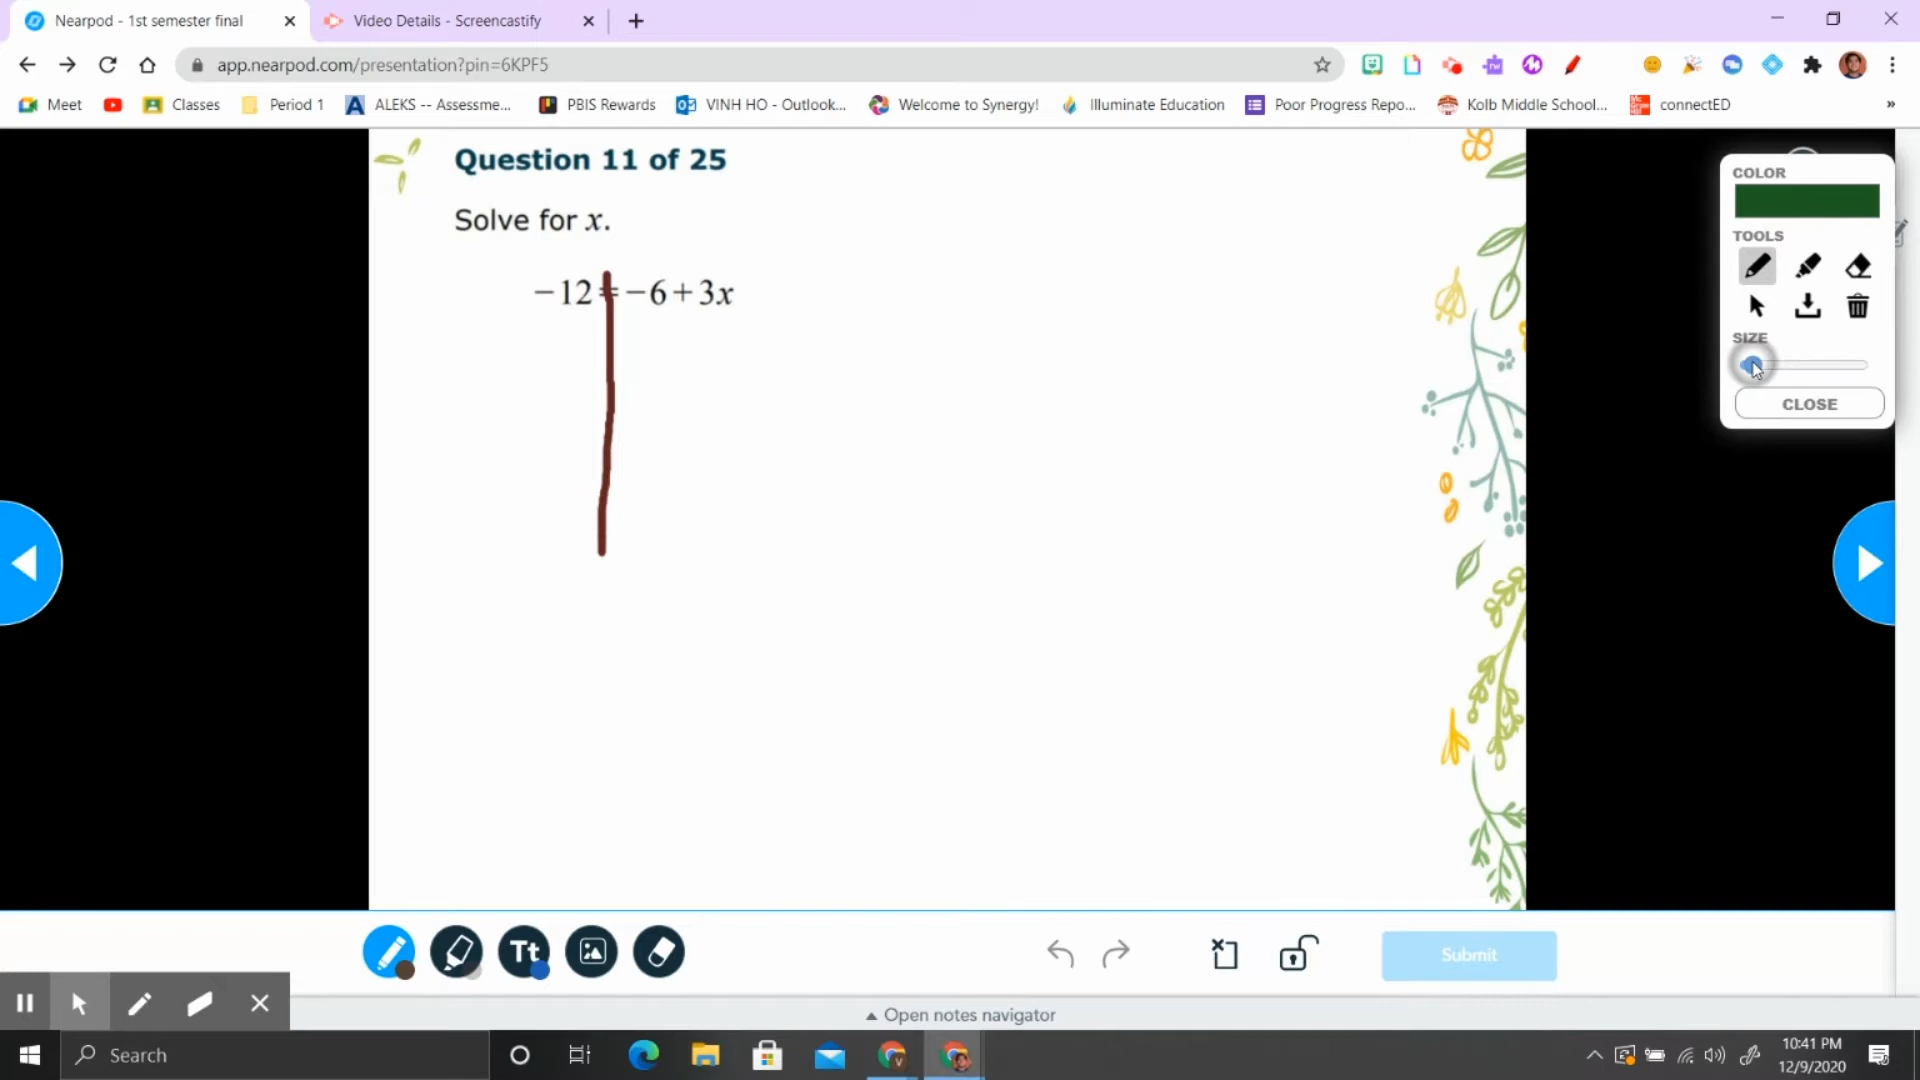 Nearpod - 1st semester final
Video Details - Screencastify
app.nearpod.com/presentation?pin=6KPF5
Meet
Classes
Period 1
ALEKS -- Assessme...
PBIS Rewards
VINH HO - Outlook...
Welcome to Synergy!
Illuminate Education
Poor Progress Repo...
Kolb Middle School...
connectED
»
Question 11 of 25
Solve for x.
−12 = −6 + 3x
COLOR
TOOLS
SIZE
CLOSE
Tt
Submit
Open notes navigator
Search
10:41 PM
12/9/2020